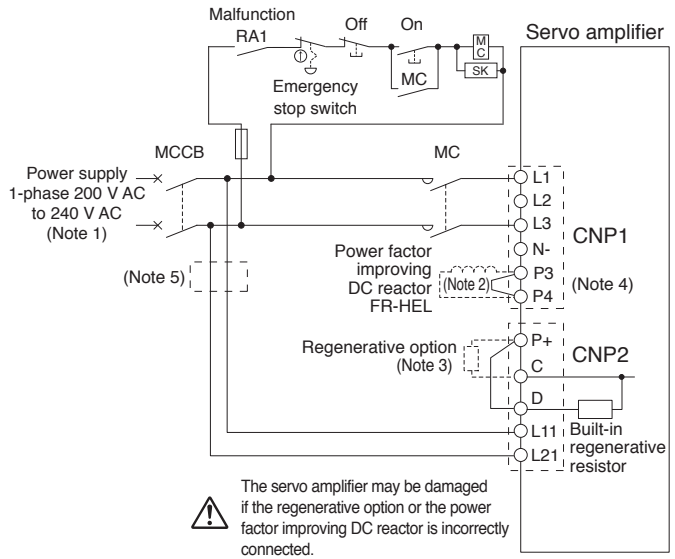 Malfunction
RA1
Off
On
MC
SK
MC
Emergency
stop switch
Servo amplifier
MCCB
MC
Power supply
1-phase 200 V AC
to 240 V AC
(Note 1)
L1
L2
L3
N-
P3
P4
CNP1
(Note 4)
(Note 5)
Power factor
improving
DC reactor
FR-HEL
(Note 2)
Regenerative option
(Note 3)
P+
C
D
L11
L21
CNP2
Built-in
regenerative
resistor
The servo amplifier may be damaged
if the regenerative option or the power
factor improving DC reactor is incorrectly
connected.